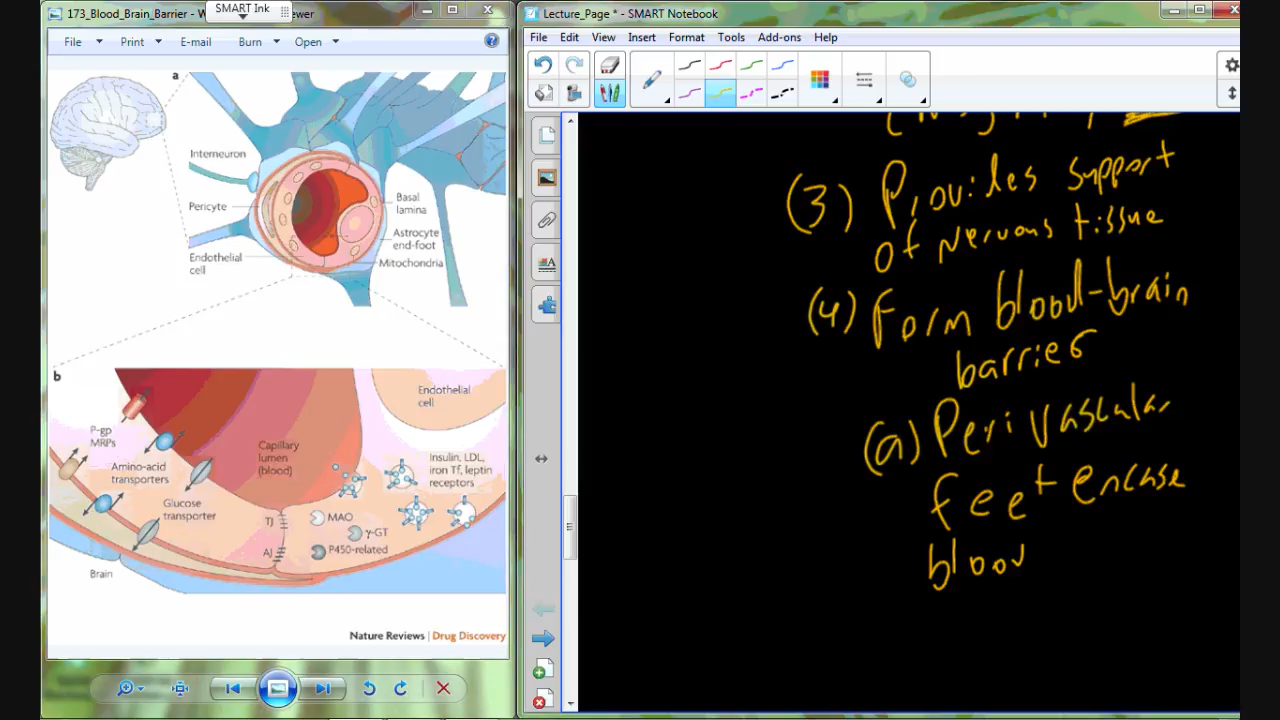 173_Blood_Brain_Barrier - W
SMART Ink
ewer
File Print E-mail Burn Open
a
Interneuron
Pericyte
Endothelial
cell
Basal
lamina
Astrocyte
end-foot
Mitochondria
b
Endothelial
cell
P-gp
MRPs
Amino-acid
transporters
Glucose
transporter
Capillary
lumen
(blood)
Insulin, LDL,
iron Tf, leptin
receptors
TJ
MAO
γ-GT
AJ
P450-related
Brain
Nature Reviews | Drug Discovery
Lecture_Page * - SMART Notebook
File Edit View Insert Format Tools Add-ons Help
(3) Provides support
of nervous tissue
(4) Form blood-brain
barrier
(a) Perivascular
feet encase
blood